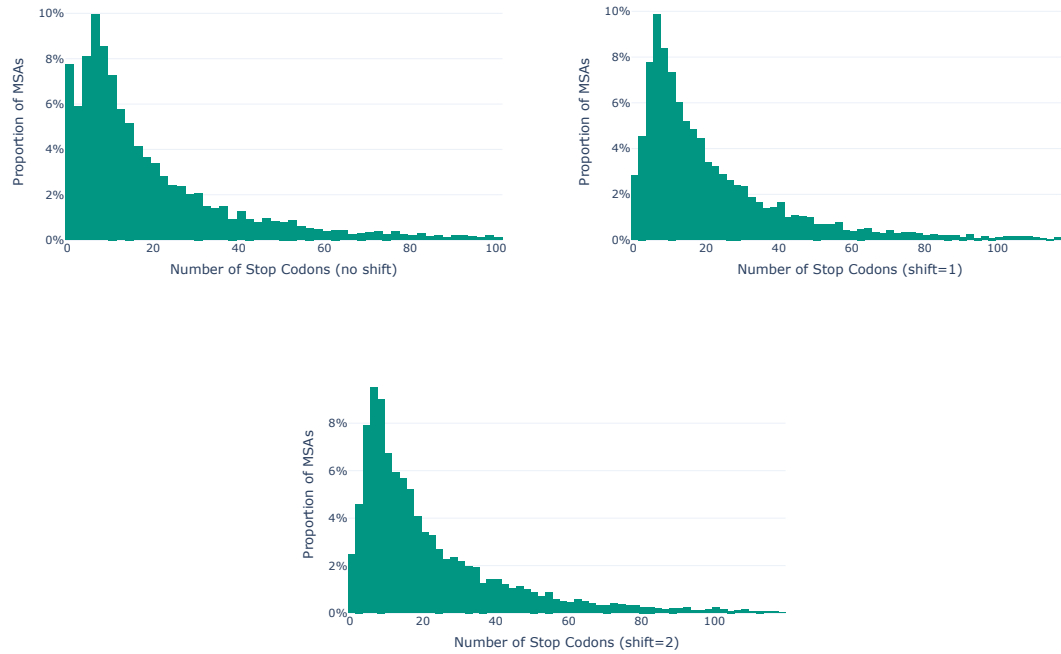 10%
8%
6%
4%
2%
0%
Proportion of MSAs
0 20 40 60 80 100
Number of Stop Codons (no shift)
10%
8%
6%
4%
2%
0%
Proportion of MSAs
0 20 40 60 80 100
Number of Stop Codons (shift=1)
8%
6%
4%
2%
0%
Proportion of MSAs
0 20 40 60 80 100
Number of Stop Codons (shift=2)